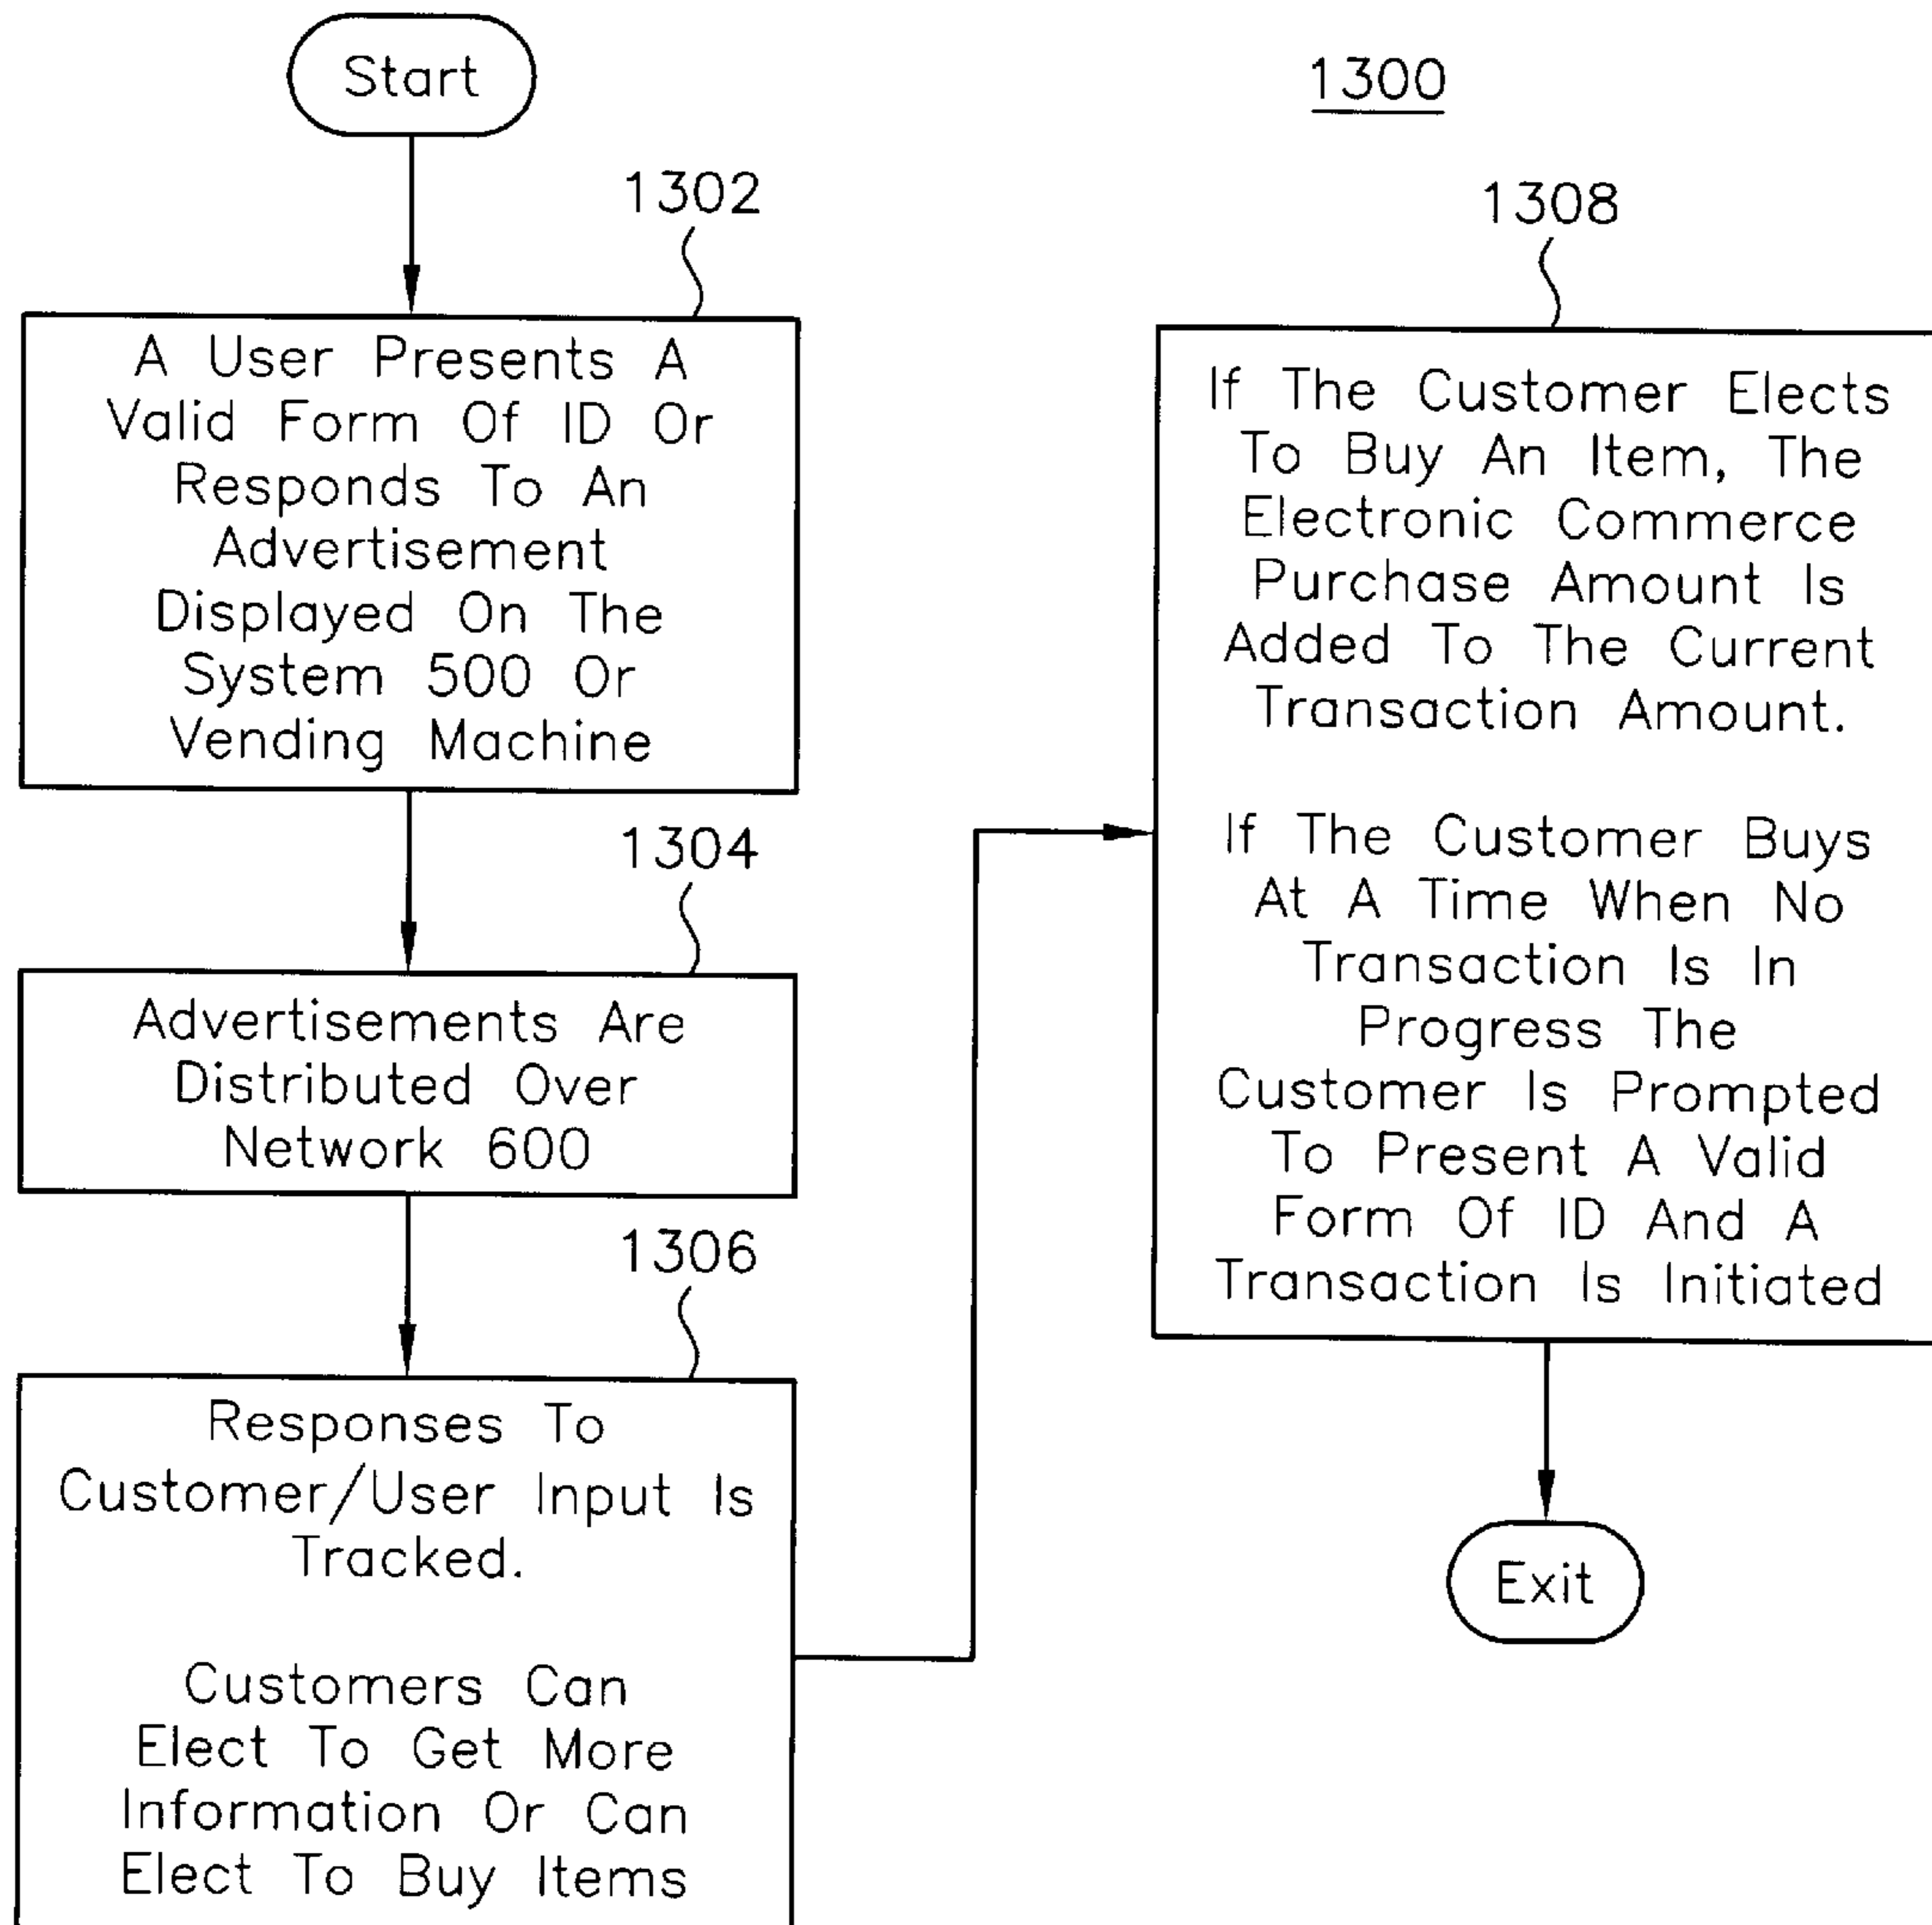 Start
1300
1302
A User Presents A
Valid Form Of ID Or
Responds To An
Advertisement
Displayed On The
System 500 Or
Vending Machine
1304
Advertisements Are
Distributed Over
Network 600
1306
Responses To
Customer/User Input Is
Tracked.
Customers Can
Elect To Get More
Information Or Can
Elect To Buy Items
1308
If The Customer Elects
To Buy An Item, The
Electronic Commerce
Purchase Amount Is
Added To The Current
Transaction Amount.
If The Customer Buys
At A Time When No
Transaction Is In
Progress The
Customer Is Prompted
To Present A Valid
Form Of ID And A
Transaction Is Initiated
Exit